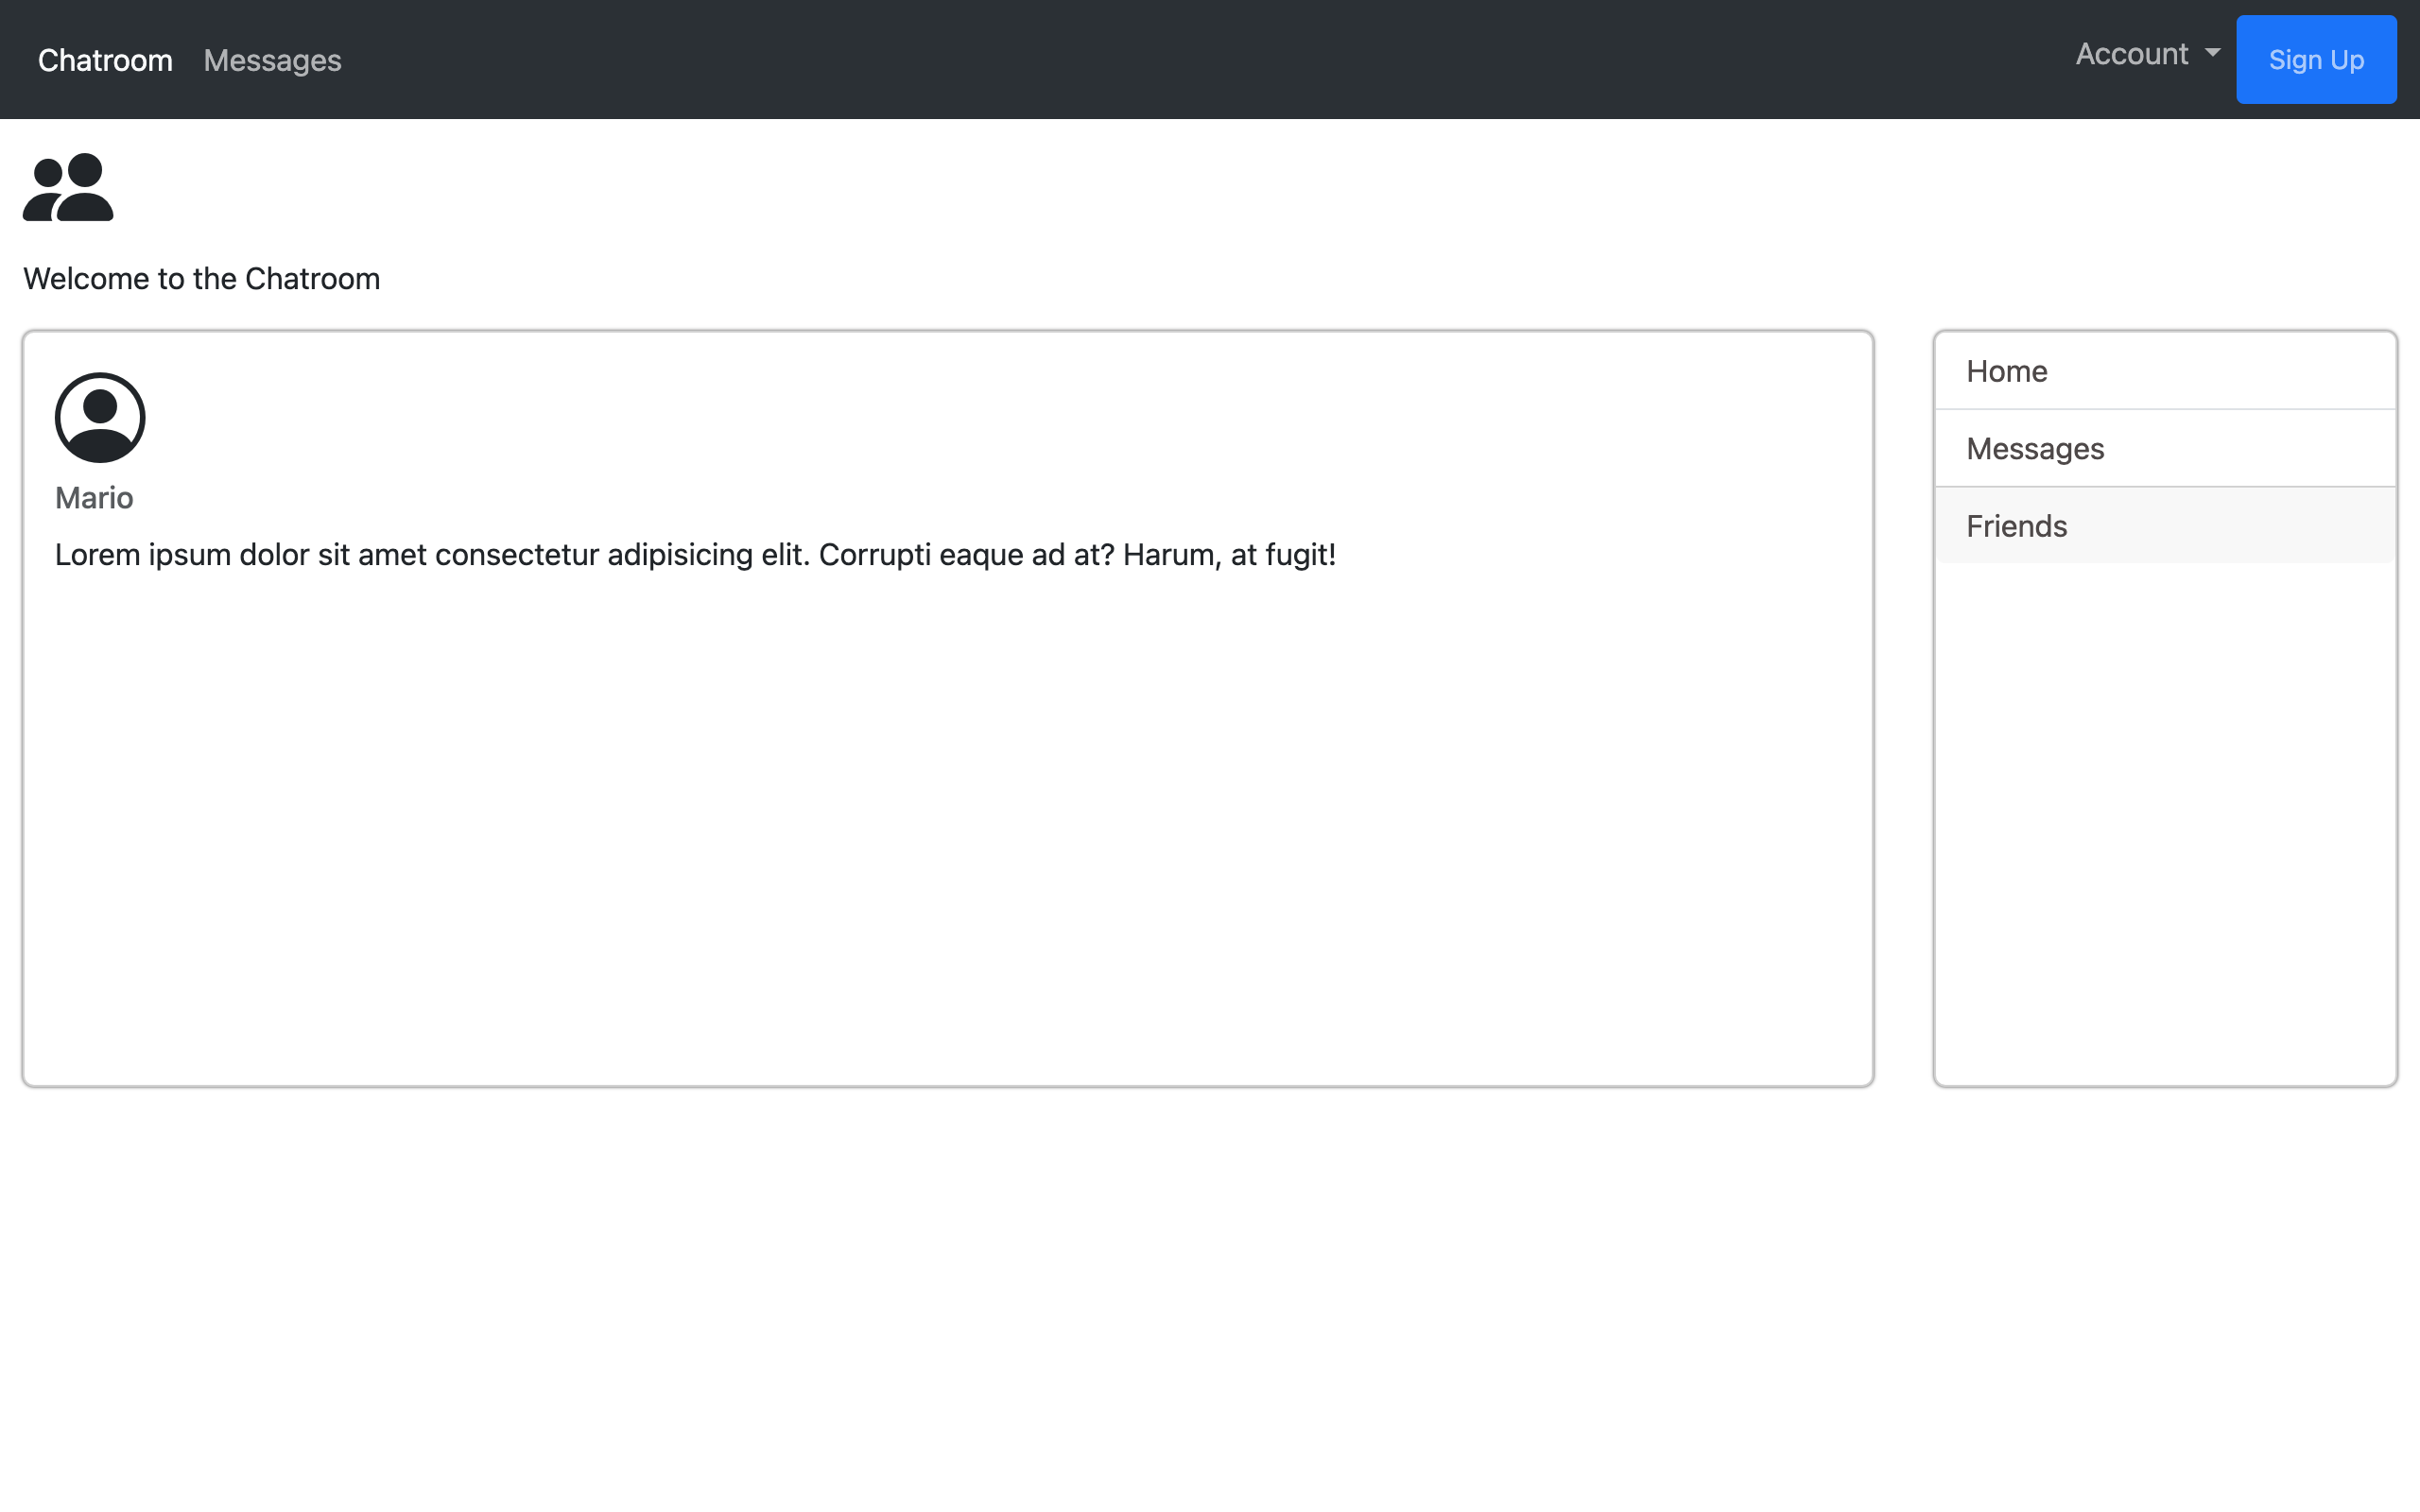 Chatroom Messages Account Sign Up
Welcome to the Chatroom
Mario
Lorem ipsum dolor sit amet consectetur adipisicing elit. Corrupti eaque ad at? Harum, at fugit!
Home
Messages
Friends